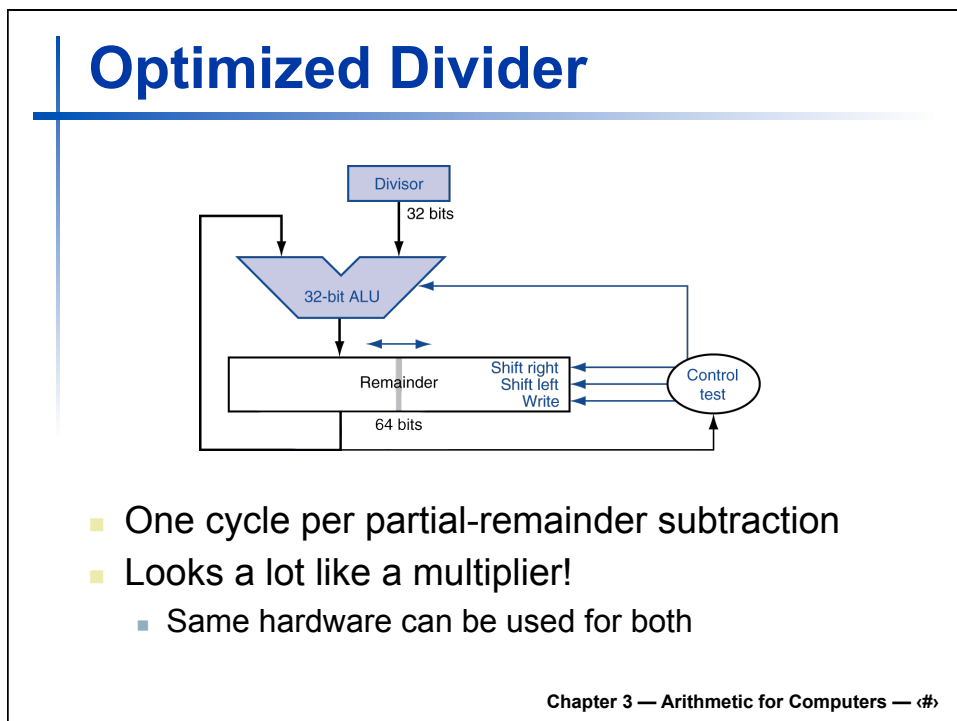 Optimized Divider
Divisor
32 bits
32-bit ALU
Remainder
Shift right
Shift left
Write
Control
test
64 bits
One cycle per partial-remainder subtraction
Looks a lot like a multiplier!
Same hardware can be used for both
Chapter 3 — Arithmetic for Computers — ‹#›